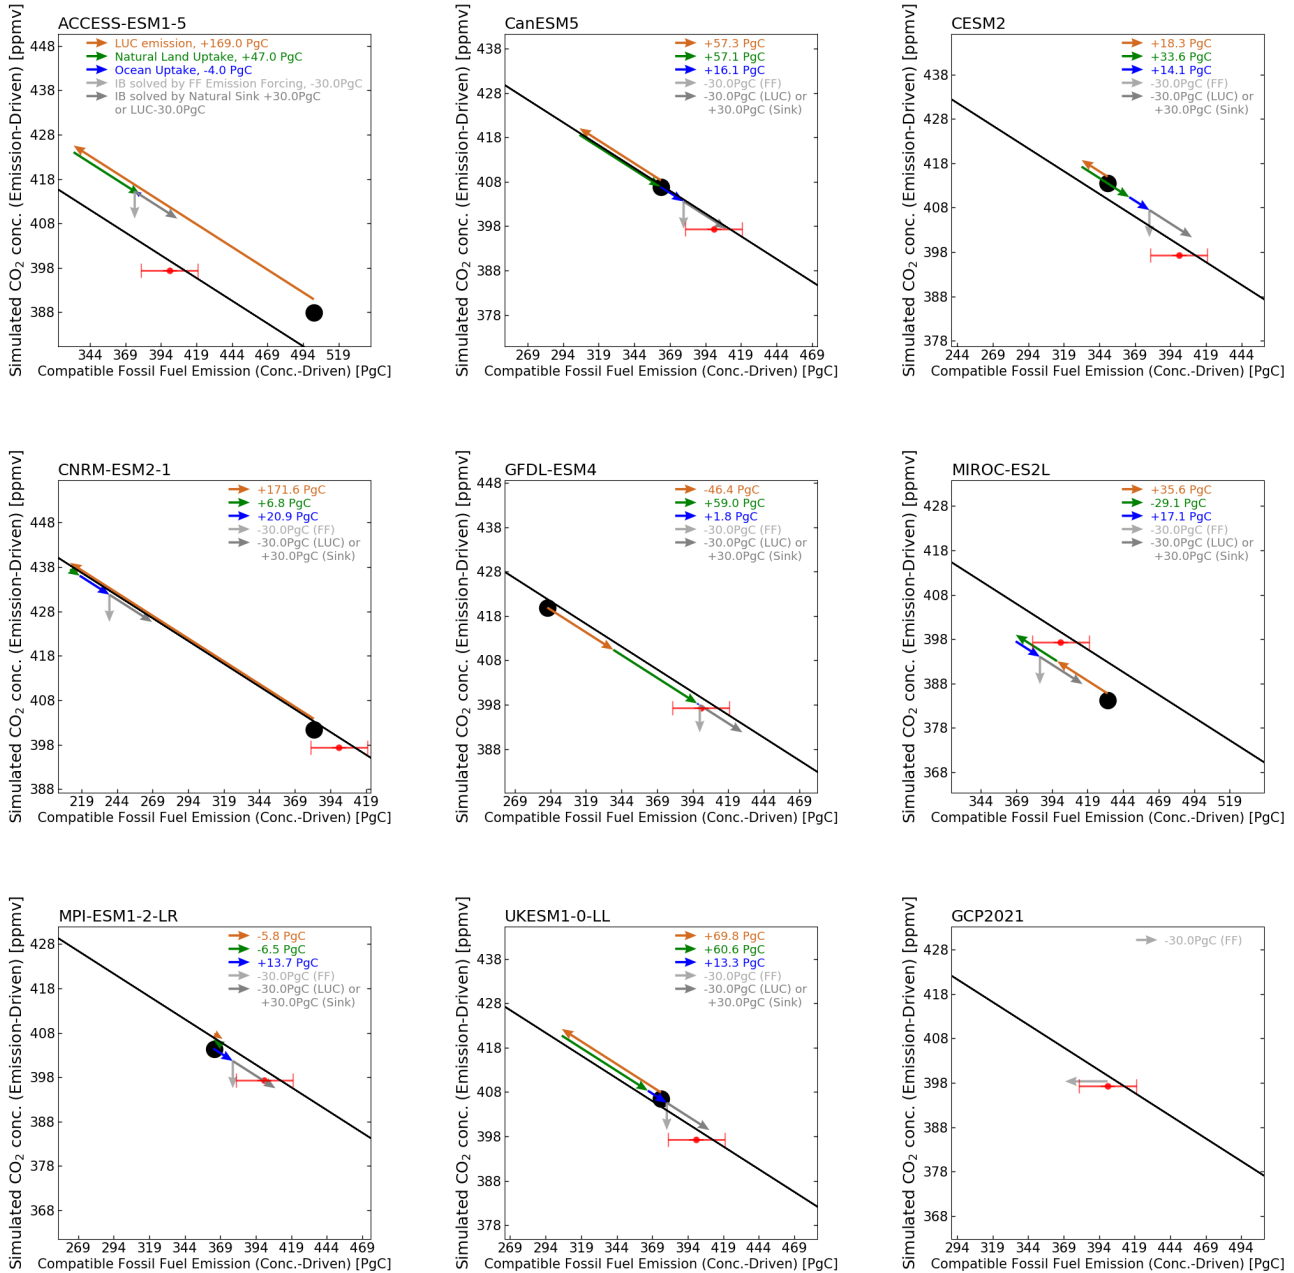 ACCESS-ESM1-5
Simulated CO2 conc. (Emission-Driven) [ppmv]
448
438
428
418
408
398
388
LUC emission, +169.0 PgC
Natural Land Uptake, +47.0 PgC
Ocean Uptake, -4.0 PgC
IB solved by FF Emission Forcing, -30.0PgC
IB solved by Natural Sink +30.0PgC
or LUC-30.0PgC
344 369 394 419 444 469 494 519
Compatible Fossil Fuel Emission (Conc.-Driven) [PgC]
CanESM5
Simulated CO2 conc. (Emission-Driven) [ppmv]
438
428
418
408
398
388
378
+57.3 PgC
+57.1 PgC
+16.1 PgC
-30.0PgC (FF)
-30.0PgC (LUC) or
+30.0PgC (Sink)
269 294 319 344 369 394 419 444 469
Compatible Fossil Fuel Emission (Conc.-Driven) [PgC]
CESM2
Simulated CO2 conc. (Emission-Driven) [ppmv]
438
428
418
408
398
388
378
+18.3 PgC
+33.6 PgC
+14.1 PgC
-30.0PgC (FF)
-30.0PgC (LUC) or
+30.0PgC (Sink)
244 269 294 319 344 369 394 419 444
Compatible Fossil Fuel Emission (Conc.-Driven) [PgC]
CNRM-ESM2-1
Simulated CO2 conc. (Emission-Driven) [ppmv]
448
438
428
418
408
398
388
+171.6 PgC
+6.8 PgC
+20.9 PgC
-30.0PgC (FF)
-30.0PgC (LUC) or
+30.0PgC (Sink)
219 244 269 294 319 344 369 394 419
Compatible Fossil Fuel Emission (Conc.-Driven) [PgC]
GFDL-ESM4
Simulated CO2 conc. (Emission-Driven) [ppmv]
448
438
428
418
408
398
388
-46.4 PgC
+59.0 PgC
+1.8 PgC
-30.0PgC (FF)
-30.0PgC (LUC) or
+30.0PgC (Sink)
269 294 319 344 369 394 419 444 469
Compatible Fossil Fuel Emission (Conc.-Driven) [PgC]
MIROC-ES2L
Simulated CO2 conc. (Emission-Driven) [ppmv]
428
418
408
398
388
378
368
+35.6 PgC
-29.1 PgC
+17.1 PgC
-30.0PgC (FF)
-30.0PgC (LUC) or
+30.0PgC (Sink)
344 369 394 419 444 469 494 519
Compatible Fossil Fuel Emission (Conc.-Driven) [PgC]
MPI-ESM1-2-LR
Simulated CO2 conc. (Emission-Driven) [ppmv]
428
418
408
398
388
378
368
-5.8 PgC
-6.5 PgC
+13.7 PgC
-30.0PgC (FF)
-30.0PgC (LUC) or
+30.0PgC (Sink)
269 294 319 344 369 394 419 444 469
Compatible Fossil Fuel Emission (Conc.-Driven) [PgC]
UKESM1-0-LL
Simulated CO2 conc. (Emission-Driven) [ppmv]
438
428
418
408
398
388
378
+69.8 PgC
+60.6 PgC
+13.3 PgC
-30.0PgC (FF)
-30.0PgC (LUC) or
+30.0PgC (Sink)
269 294 319 344 369 394 419 444 469
Compatible Fossil Fuel Emission (Conc.-Driven) [PgC]
GCP2021
Simulated CO2 conc. (Emission-Driven) [ppmv]
428
418
408
398
388
378
368
-30.0PgC (FF)
294 319 344 369 394 419 444 469 494
Compatible Fossil Fuel Emission (Conc.-Driven) [PgC]